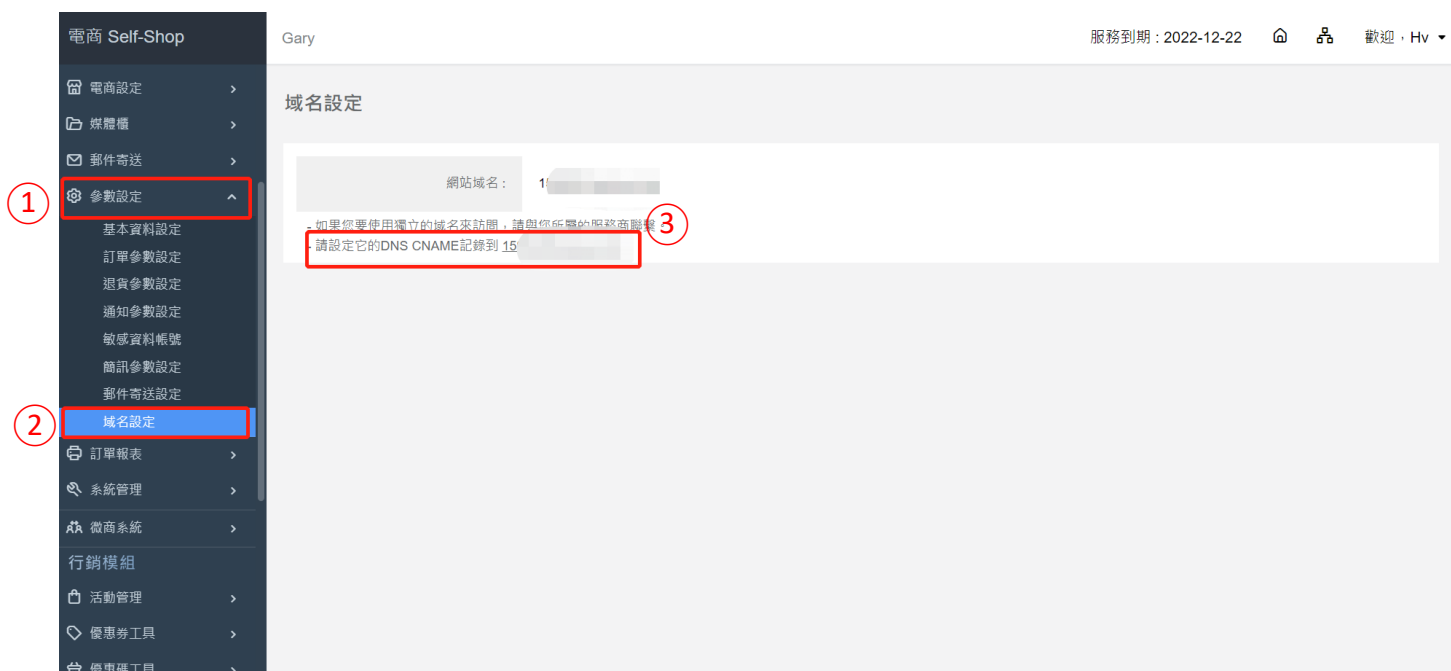 電商 Self-Shop
Gary
服務到期 : 2022-12-22
歡迎，Hv
電商設定
媒體櫃
郵件寄送
1
參數設定
基本資料設定
訂單參數設定
退貨參數設定
通知參數設定
敏感資料帳號
簡訊參數設定
郵件寄送設定
2
域名設定
訂單報表
系統管理
微商系統
行銷模組
活動管理
優惠券工具
優惠碼工具
域名設定
網站域名 :
- 如果您要使用獨立的域名來訪問，請與您所屬的服務商聯繫。
3
- 請設定它的DNS CNAME記錄到 15